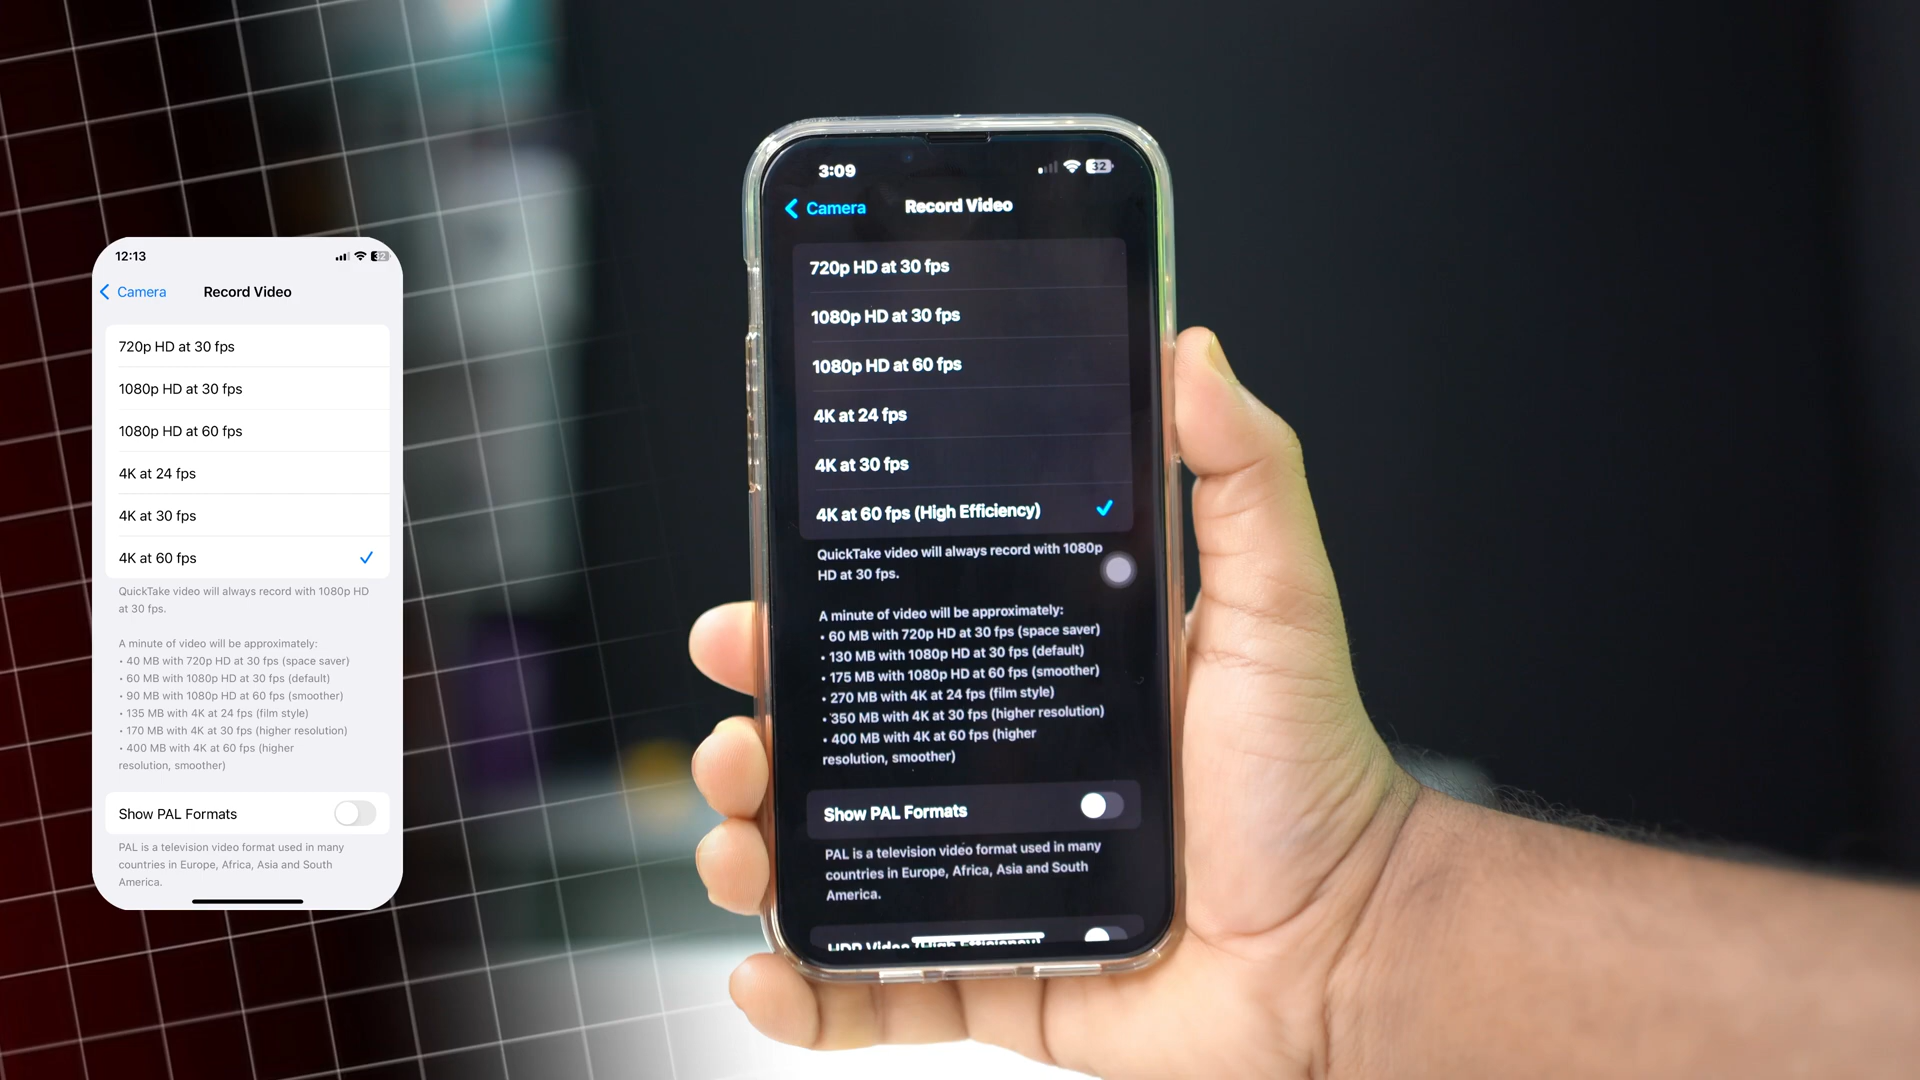 12:13
32
Camera
Record Video
720p HD at 30 fps
1080p HD at 30 fps
1080p HD at 60 fps
4K at 24 fps
4K at 30 fps
4K at 60 fps
QuickTake video will always record with 1080p HD
at 30 fps.
A minute of video will be approximately:
• 40 MB with 720p HD at 30 fps (space saver)
• 60 MB with 1080p HD at 30 fps (default)
• 90 MB with 1080p HD at 60 fps (smoother)
• 135 MB with 4K at 24 fps (film style)
• 170 MB with 4K at 30 fps (higher resolution)
• 400 MB with 4K at 60 fps (higher
resolution, smoother)
Show PAL Formats
PAL is a television video format used in many
countries in Europe, Africa, Asia and South
America.
3:09
32
Camera
Record Video
720p HD at 30 fps
1080p HD at 30 fps
1080p HD at 60 fps
4K at 24 fps
4K at 30 fps
4K at 60 fps (High Efficiency)
QuickTake video will always record with 1080p
HD at 30 fps.
A minute of video will be approximately:
• 60 MB with 720p HD at 30 fps (space saver)
• 130 MB with 1080p HD at 30 fps (default)
• 175 MB with 1080p HD at 60 fps (smoother)
• 270 MB with 4K at 24 fps (film style)
• 350 MB with 4K at 30 fps (higher resolution)
• 400 MB with 4K at 60 fps (higher
resolution, smoother)
Show PAL Formats
PAL is a television video format used in many
countries in Europe, Africa, Asia and South
America.
HDR Video (High Efficiency)